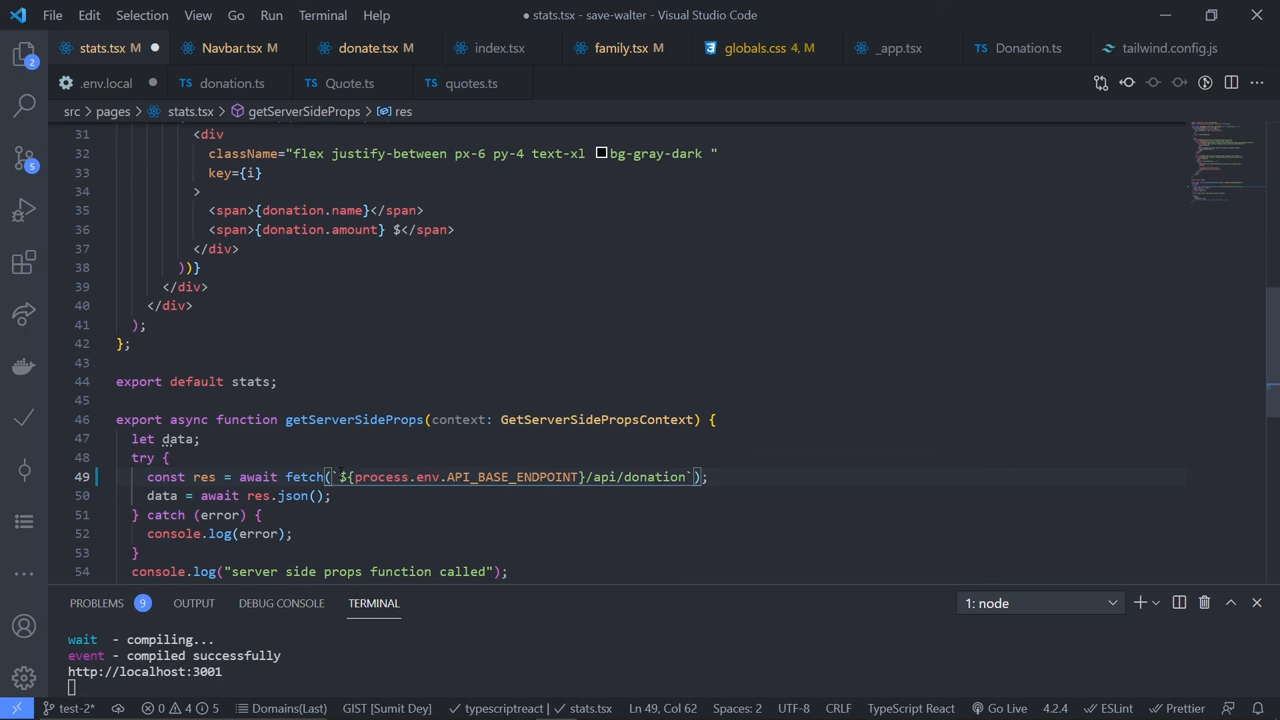 File Edit Selection View Go Run Terminal Help
● stats.tsx - save-walter - Visual Studio Code
stats.tsx M Navbar.tsx M donate.tsx M index.tsx family.tsx M globals.css 4, M _app.tsx TS Donation.ts tailwind.config.js
.env.local TS donation.ts TS Quote.ts TS quotes.ts
src > pages > stats.tsx > getServerSideProps > res
31 <div
32 className="flex justify-between px-6 py-4 text-xl bg-gray-dark "
33 key={i}
34 >
35 <span>{donation.name}</span>
36 <span>{donation.amount} $</span>
37 </div>
38 ))}
39 </div>
40 </div>
41 );
42 };
43
44 export default stats;
45
46 export async function getServerSideProps(context: GetServerSidePropsContext) {
47 let data;
48 try {
49 const res = await fetch(`${process.env.API_BASE_ENDPOINT}/api/donation`);
50 data = await res.json();
51 } catch (error) {
52 console.log(error);
53 }
54 console.log("server side props function called");
2
5
PROBLEMS 9 OUTPUT DEBUG CONSOLE TERMINAL 1: node
wait - compiling...
event - compiled successfully
http://localhost:3001
test-2* 0 4 5 Domains(Last) GIST [Sumit Dey] typescriptreact | stats.tsx Ln 49, Col 62 Spaces: 2 UTF-8 CRLF TypeScript React Go Live 4.2.4 ESLint Prettier